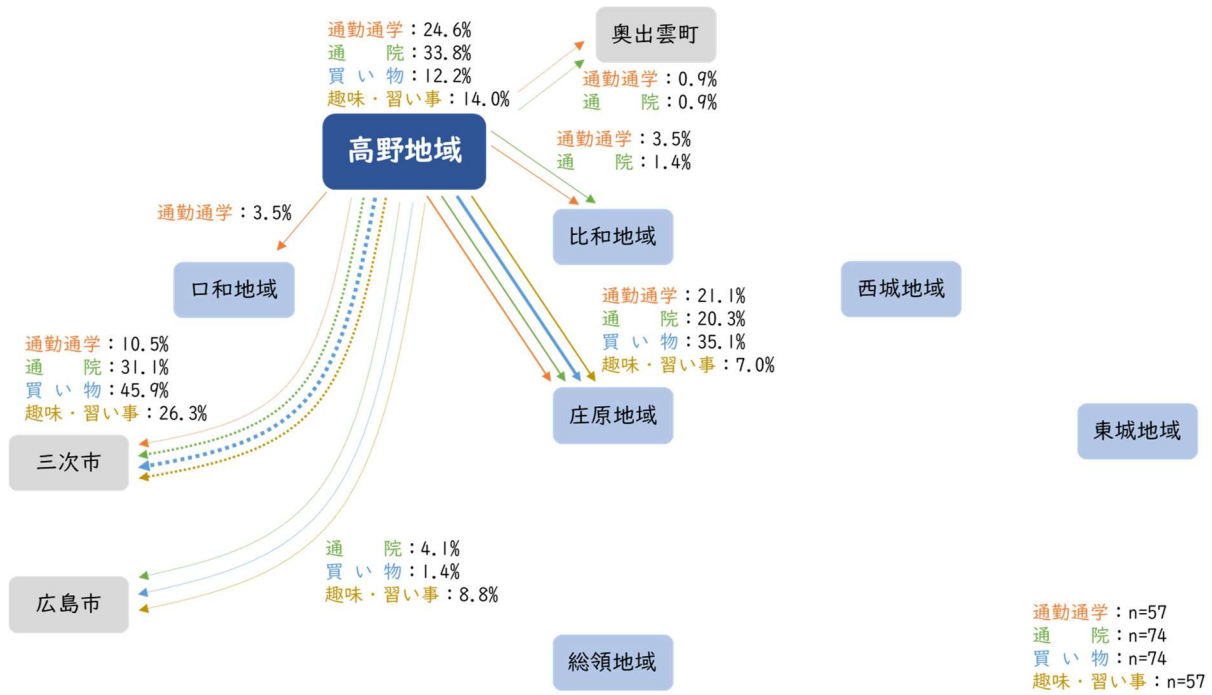 通勤通学：24.6%
通　　院：33.8%
買 い 物：12.2%
趣味・習い事：14.0%
高野地域
奥出雲町
通勤通学：0.9%
通　　院：0.9%
通勤通学：3.5%
通　　院：1.4%
比和地域
通勤通学：3.5%
口和地域
西城地域
通勤通学：21.1%
通　　院：20.3%
買 い 物：35.1%
趣味・習い事：7.0%
庄原地域
通勤通学：10.5%
通　　院：31.1%
買 い 物：45.9%
趣味・習い事：26.3%
三次市
東城地域
通　　院：4.1%
買 い 物：1.4%
趣味・習い事：8.8%
広島市
総領地域
通勤通学：n=57
通　　院：n=74
買 い 物：n=74
趣味・習い事：n=57